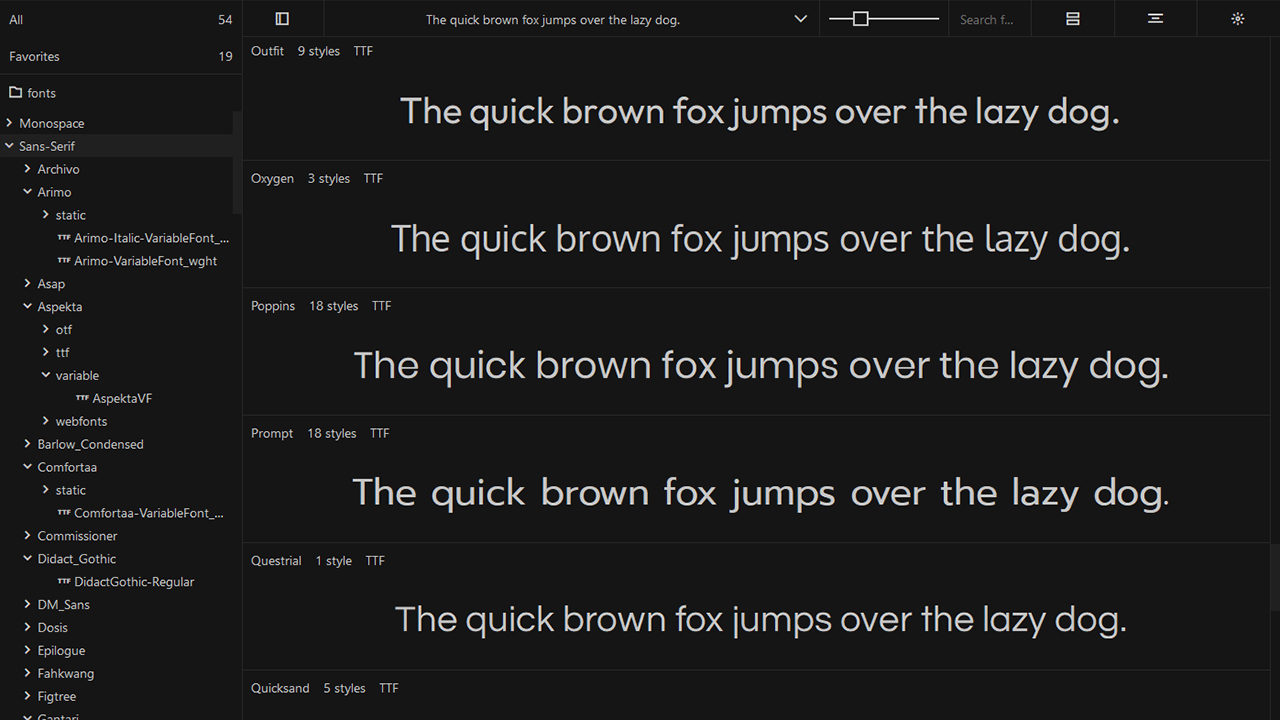 All 54
Favorites 19
fonts
Monospace
Sans-Serif
Archivo
Arimo
static
TTF Arimo-Italic-VariableFont_...
TTF Arimo-VariableFont_wght
Asap
Aspekta
otf
ttf
variable
TTF AspektaVF
webfonts
Barlow_Condensed
Comfortaa
static
TTF Comfortaa-VariableFont_...
Commissioner
Didact_Gothic
TTF DidactGothic-Regular
DM_Sans
Dosis
Epilogue
Fahkwang
Figtree
Gantari
The quick brown fox jumps over the lazy dog.
Search f...
Outfit 9 styles TTF
The quick brown fox jumps over the lazy dog.
Oxygen 3 styles TTF
The quick brown fox jumps over the lazy dog.
Poppins 18 styles TTF
The quick brown fox jumps over the lazy dog.
Prompt 18 styles TTF
The quick brown fox jumps over the lazy dog.
Questrial 1 style TTF
The quick brown fox jumps over the lazy dog.
Quicksand 5 styles TTF